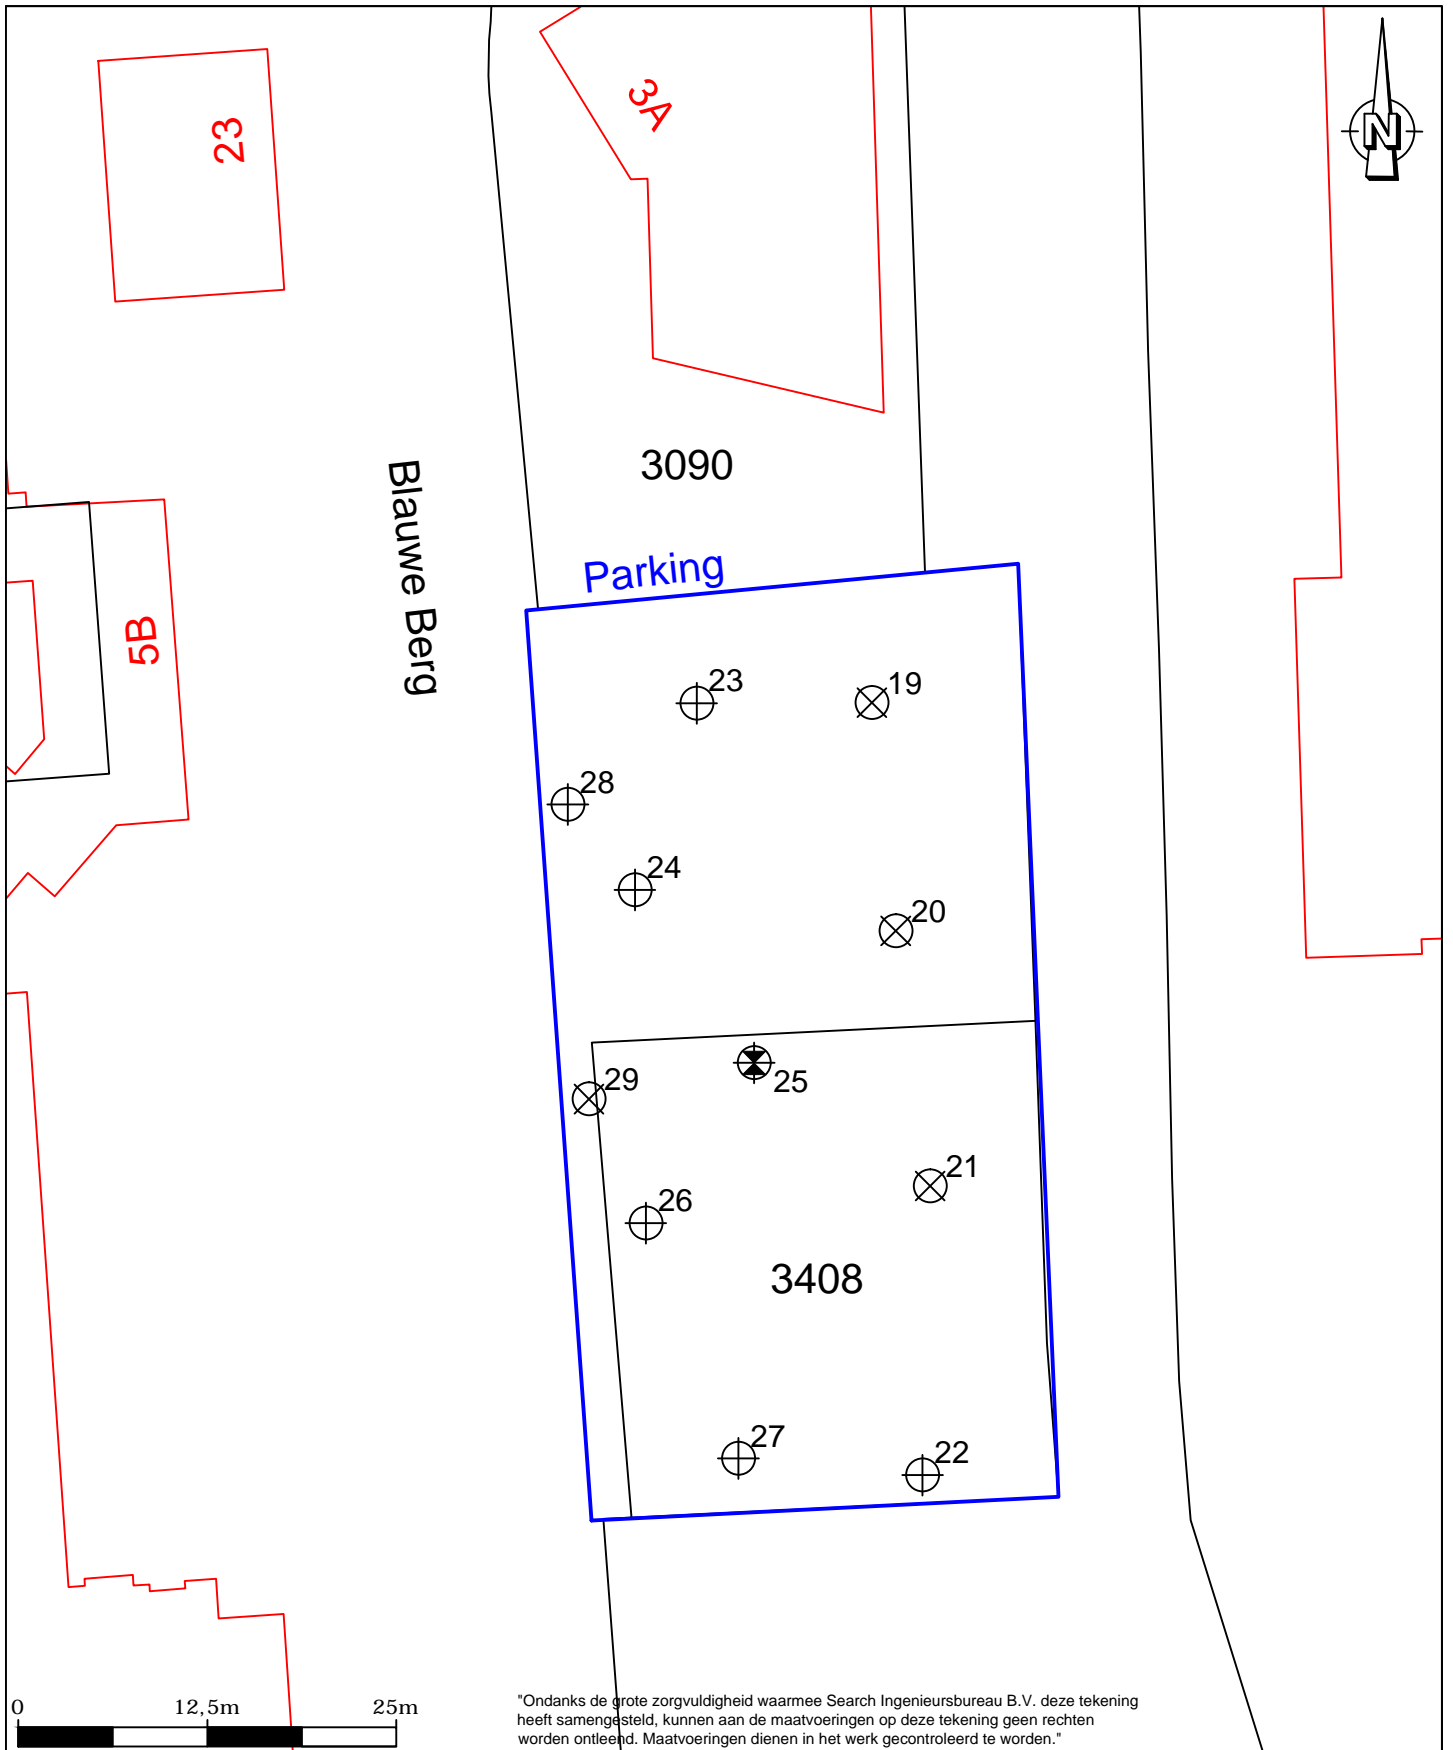 3A
23
N
3090
Blauwe Berg
Parking
5B
23
19
28
24
20
25
29
21
26
3408
27
22
0 12,5m 25m
"Ondanks de grote zorgvuldigheid waarmee Search Ingenieursbureau B.V. deze tekening
heeft samengesteld, kunnen aan de maatvoeringen op deze tekening geen rechten
worden ontleend. Maatvoeringen dienen in het werk gecontroleerd te worden."